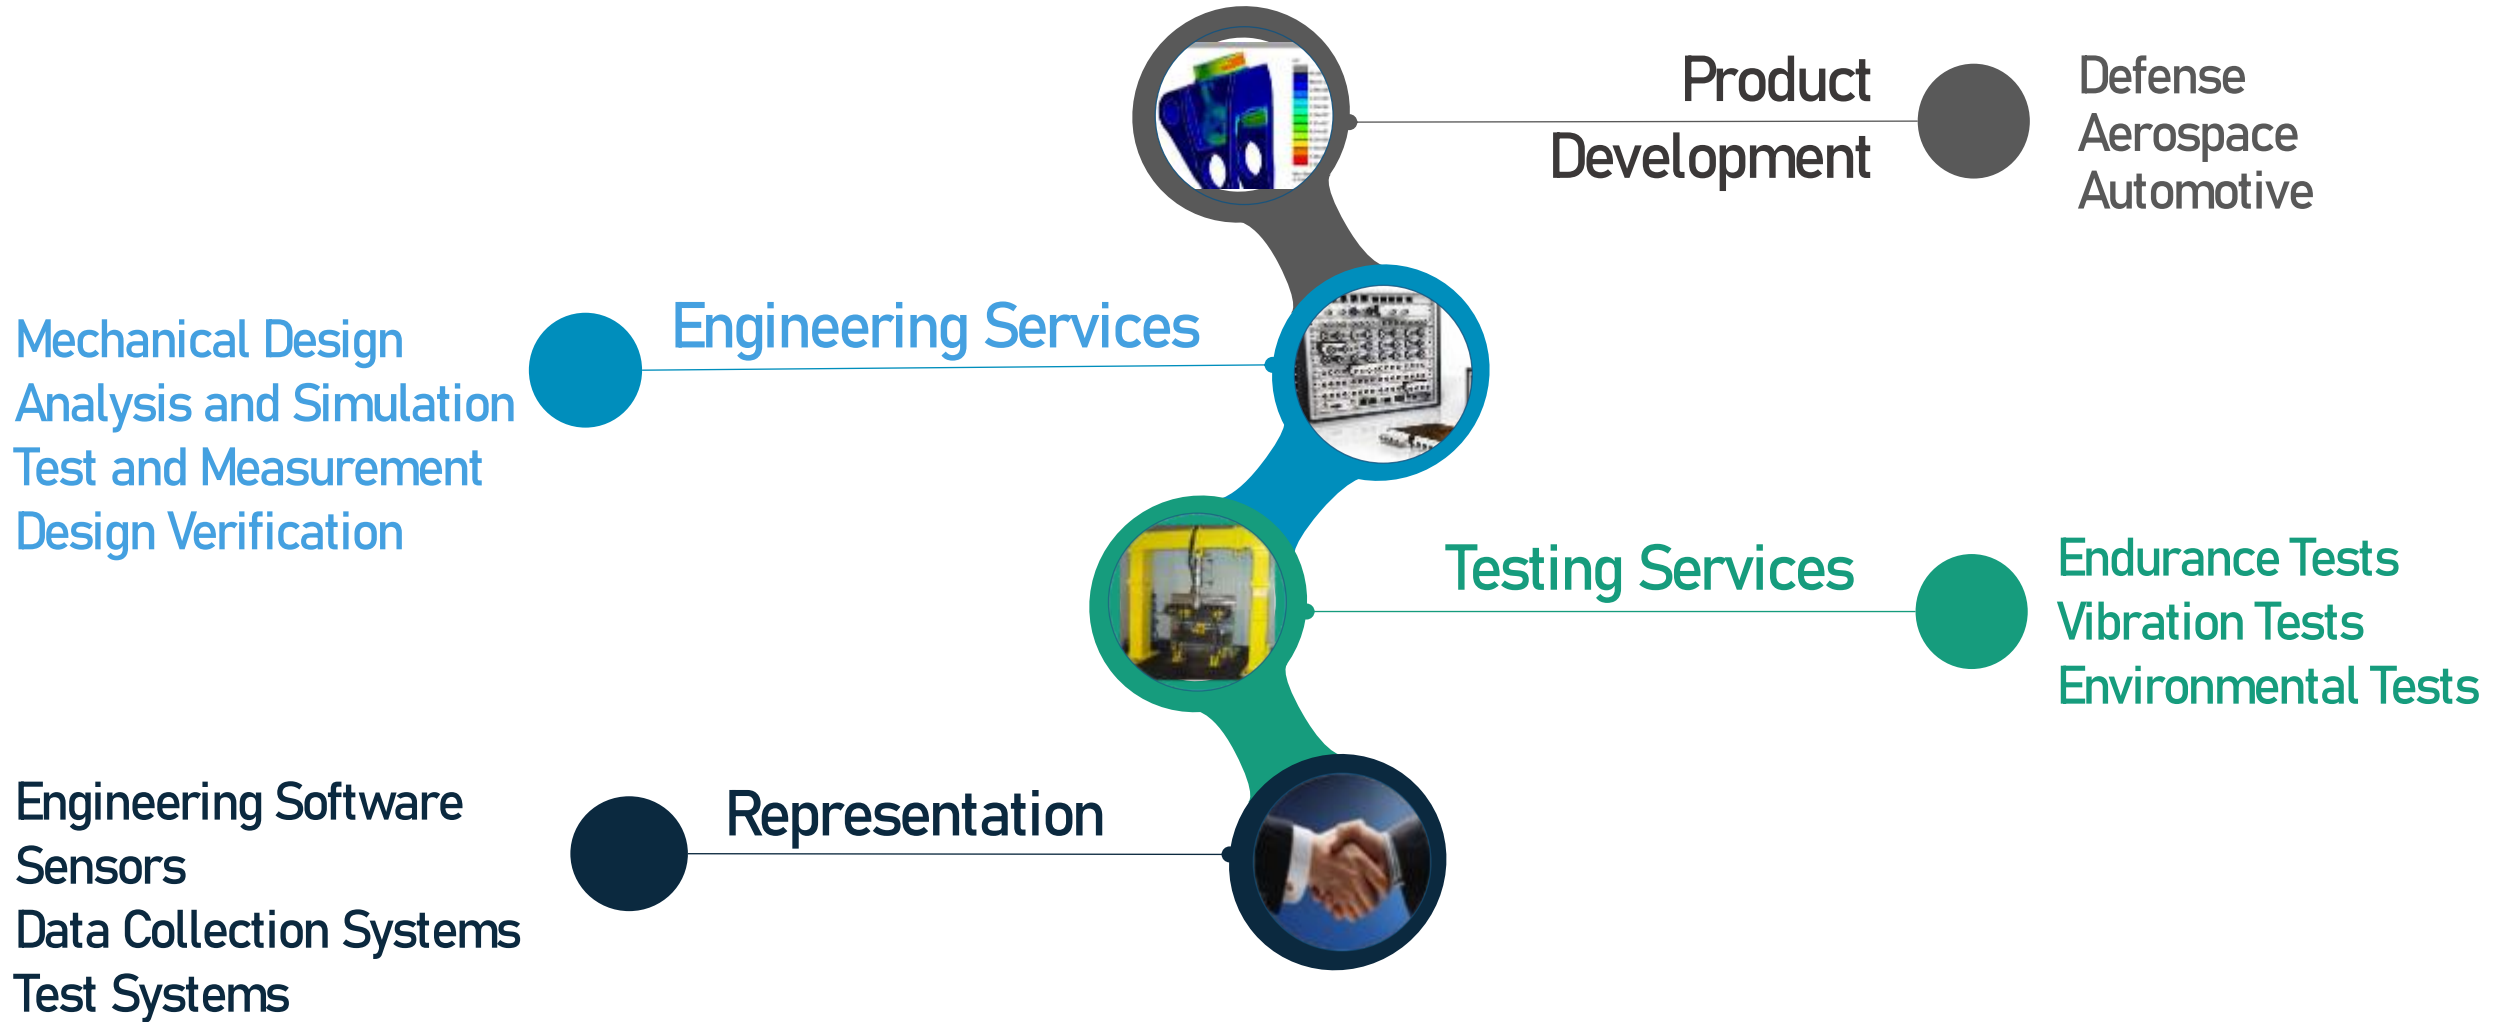 Product
Development
Defense
Aerospace
Automotive
Engineering Services
Mechanical Design
Analysis and Simulation
Test and Measurement
Design Verification
Testing Services
Endurance Tests
Vibration Tests
Environmental Tests
Representation
Engineering Software
Sensors
Data Collection Systems
Test Systems